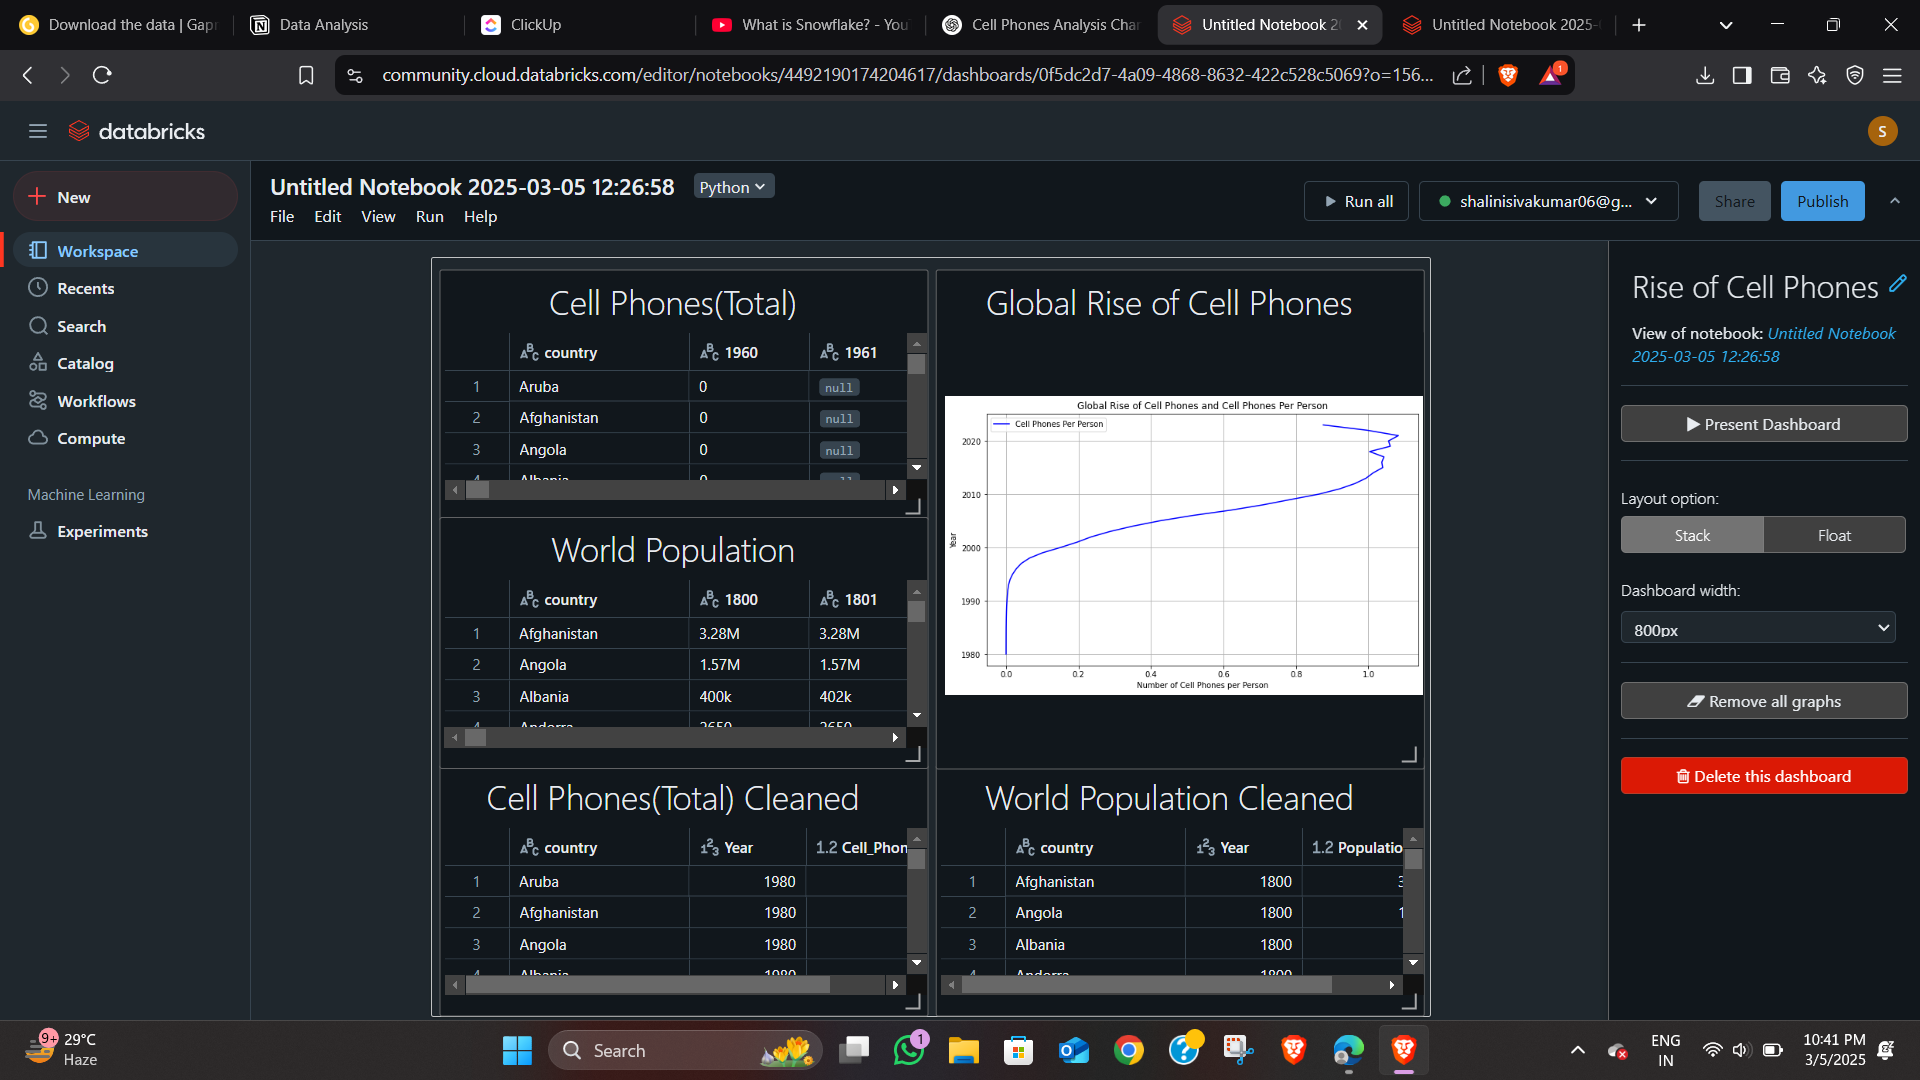 Download the data | Gap
Data Analysis
ClickUp
What is Snowflake? - You
Cell Phones Analysis Char
Untitled Notebook 2
Untitled Notebook 2025-
community.cloud.databricks.com/editor/notebooks/4492190174204617/dashboards/0f5dc2d7-4a09-4868-8632-422c528c5069?o=156...
1
databricks
S
New
Workspace
Recents
Search
Catalog
Workflows
Compute
Machine Learning
Experiments
Untitled Notebook 2025-03-05 12:26:58
Python
File Edit View Run Help
Run all
shalinisivakumar06@g...
Share
Publish
Cell Phones(Total)
country 1960 1961
1 Aruba 0 null
2 Afghanistan 0 null
3 Angola 0 null
4 Albania 0 null
World Population
country 1800 1801
1 Afghanistan 3.28M 3.28M
2 Angola 1.57M 1.57M
3 Albania 400k 402k
4 Andorra 2650 2650
Cell Phones(Total) Cleaned
country Year 1.2 Cell_Phon
1 Aruba 1980
2 Afghanistan 1980
3 Angola 1980
4 Albania 1980
Global Rise of Cell Phones
Global Rise of Cell Phones and Cell Phones Per Person
Cell Phones Per Person
2020
2010
2000
1990
1980
Year
0.0 0.2 0.4 0.6 0.8 1.0
Number of Cell Phones per Person
World Population Cleaned
country Year 1.2 Populatio
1 Afghanistan 1800 3
2 Angola 1800 1
3 Albania 1800
4 Andorra 1800
Rise of Cell Phones
View of notebook: Untitled Notebook
2025-03-05 12:26:58
Present Dashboard
Layout option:
Stack Float
Dashboard width:
800px
Remove all graphs
Delete this dashboard
9+
29°C
Haze
Search
1
ENG
IN
10:41 PM
3/5/2025